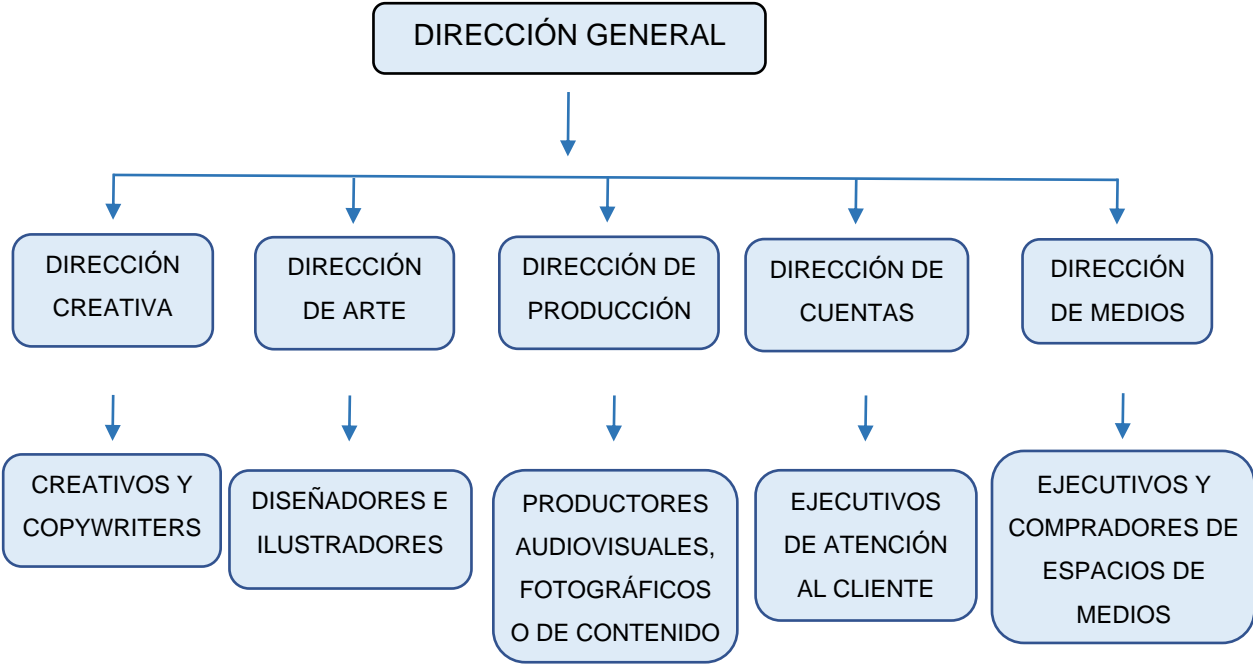 DIRECCIÓN GENERAL
DIRECCIÓN
CREATIVA
DIRECCIÓN
DE ARTE
DIRECCIÓN DE
PRODUCCIÓN
DIRECCIÓN DE
CUENTAS
DIRECCIÓN
DE MEDIOS
CREATIVOS Y
COPYWRITERS
DISEÑADORES E
ILUSTRADORES
PRODUCTORES
AUDIOVISUALES,
FOTOGRÁFICOS
O DE CONTENIDO
EJECUTIVOS
DE ATENCIÓN
AL CLIENTE
EJECUTIVOS Y
COMPRADORES DE
ESPACIOS DE
MEDIOS